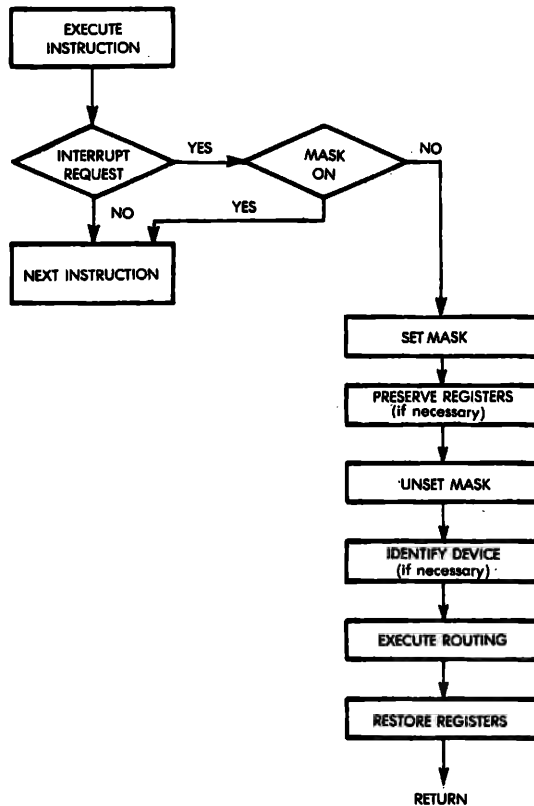 EXECUTE
INSTRUCTION
INTERRUPT
REQUEST
YES
MASK
ON
NO
NO
YES
NEXT INSTRUCTION
SET MASK
PRESERVE REGISTERS
(if necessary)
UNSET MASK
IDENTIFY DEVICE
(if necessary)
EXECUTE ROUTING
RESTORE REGISTERS
RETURN